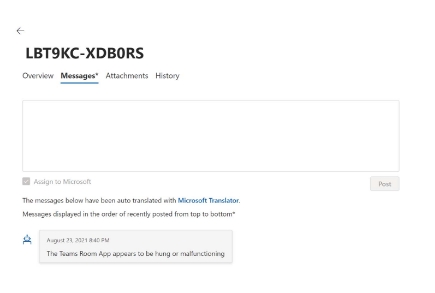 LBT9KC-XDB0RS
Overview Messages* Attachments History
Assign to Microsoft
Post
The messages below have been auto translated with Microsoft Translator.
Messages displayed in the order of recently posted from top to bottom*
August 23, 2021 8:40 PM
The Teams Room App appears to be hung or malfunctioning